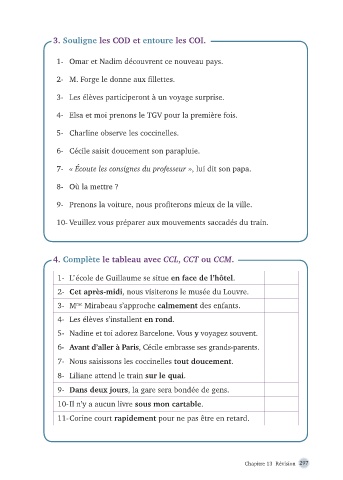 3. Souligne les COD et entoure les COI.
1- Omar et Nadim découvrent ce nouveau pays.
2- M. Forge le donne aux fillettes.
3- Les élèves participeront à un voyage surprise.
4- Elsa et moi prenons le TGV pour la première fois.
5- Charline observe les coccinelles.
6- Cécile saisit doucement son parapluie.
7- « Écoute les consignes du professeur », lui dit son papa.
8- Où la mettre ?
9- Prenons la voiture, nous profiterons mieux de la ville.
10- Veuillez vous préparer aux mouvements saccadés du train.
4. Complète le tableau avec CCL, CCT ou CCM.
1- L'école de Guillaume se situe en face de l'hôtel.
2- Cet après-midi, nous visiterons le musée du Louvre.
3- Mme Mirabeau s'approche calmement des enfants.
4- Les élèves s'installent en rond.
5- Nadine et toi adorez Barcelone. Vous y voyagez souvent.
6- Avant d'aller à Paris, Cécile embrasse ses grands-parents.
7- Nous saisissons les coccinelles tout doucement.
8- Liliane attend le train sur le quai.
9- Dans deux jours, la gare sera bondée de gens.
10- Il n'y a aucun livre sous mon cartable.
11- Corine court rapidement pour ne pas être en retard.
Chapitre 13 Révision 297